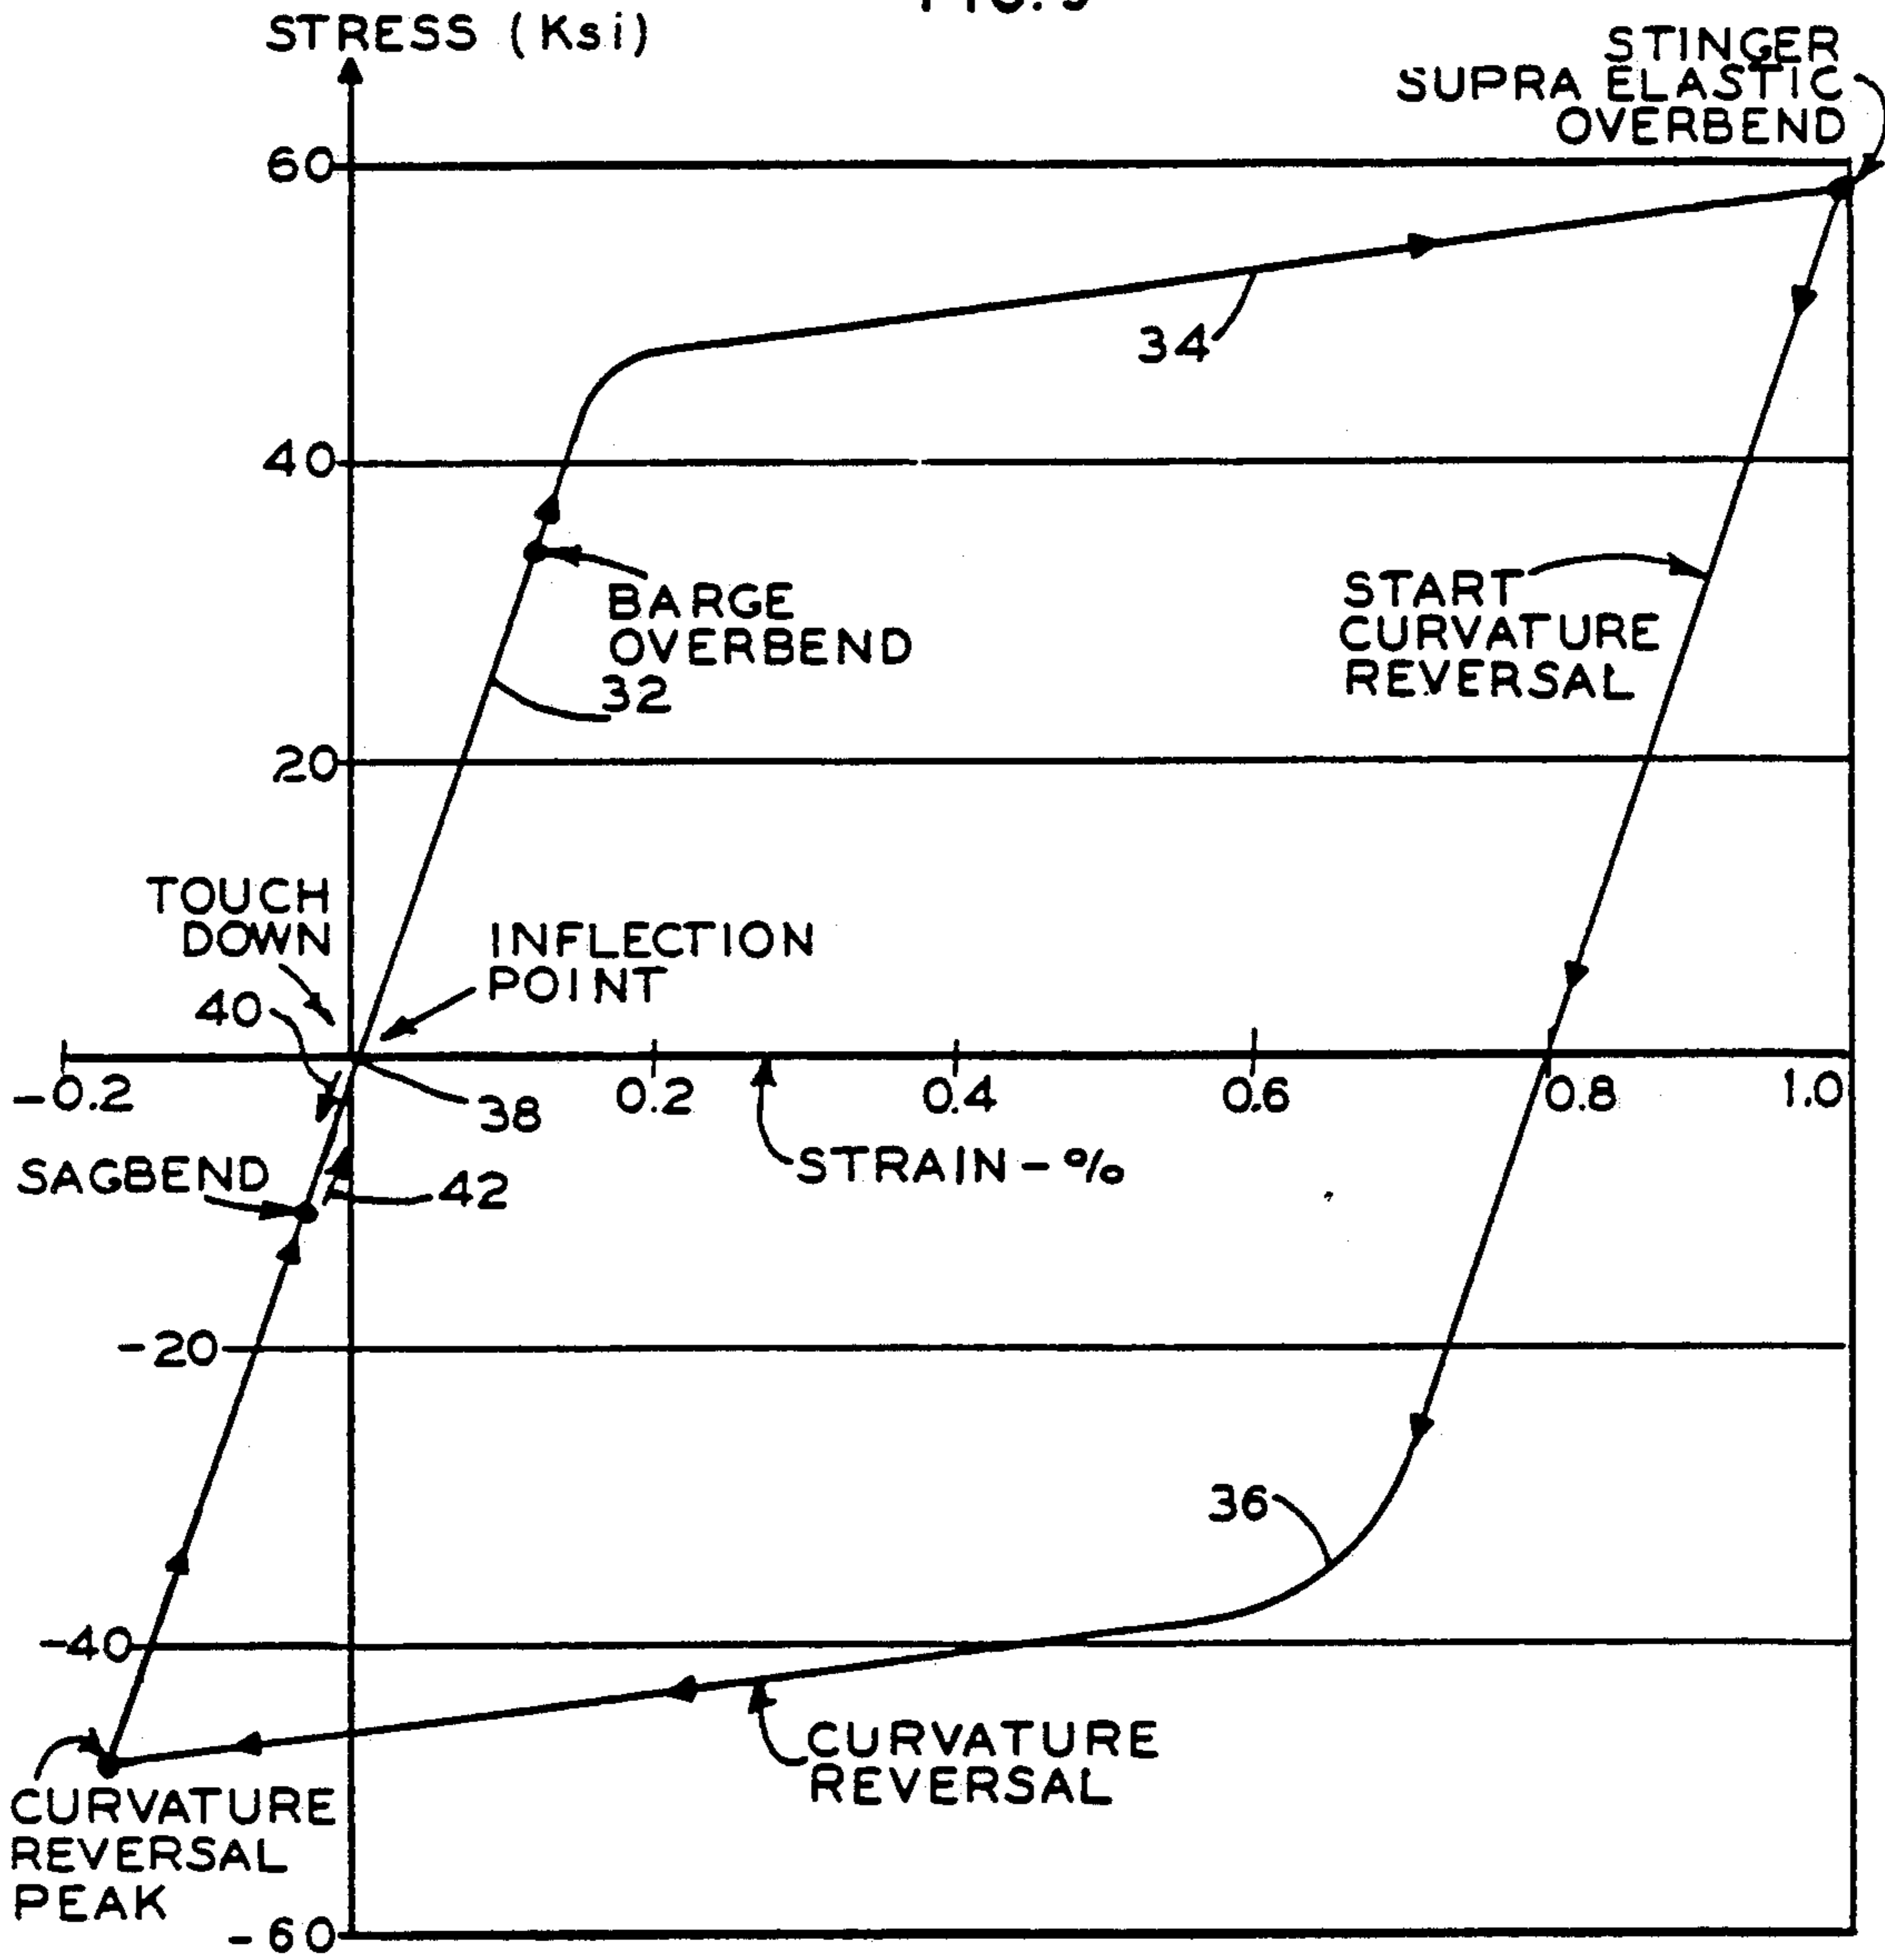 STRESS (Ksi)
STINGER
SUPRA ELASTIC
OVERBEND
60
34
40
BARGE
OVERBEND
START
CURVATURE
REVERSAL
32
20
TOUCH
DOWN
INFLECTION
POINT
40
-0.2
0.2
0.4
0.6
0.8
1.0
38
STRAIN-%
SAGBEND
42
-20
36
-40
CURVATURE
REVERSAL
CURVATURE
REVERSAL
PEAK
-60